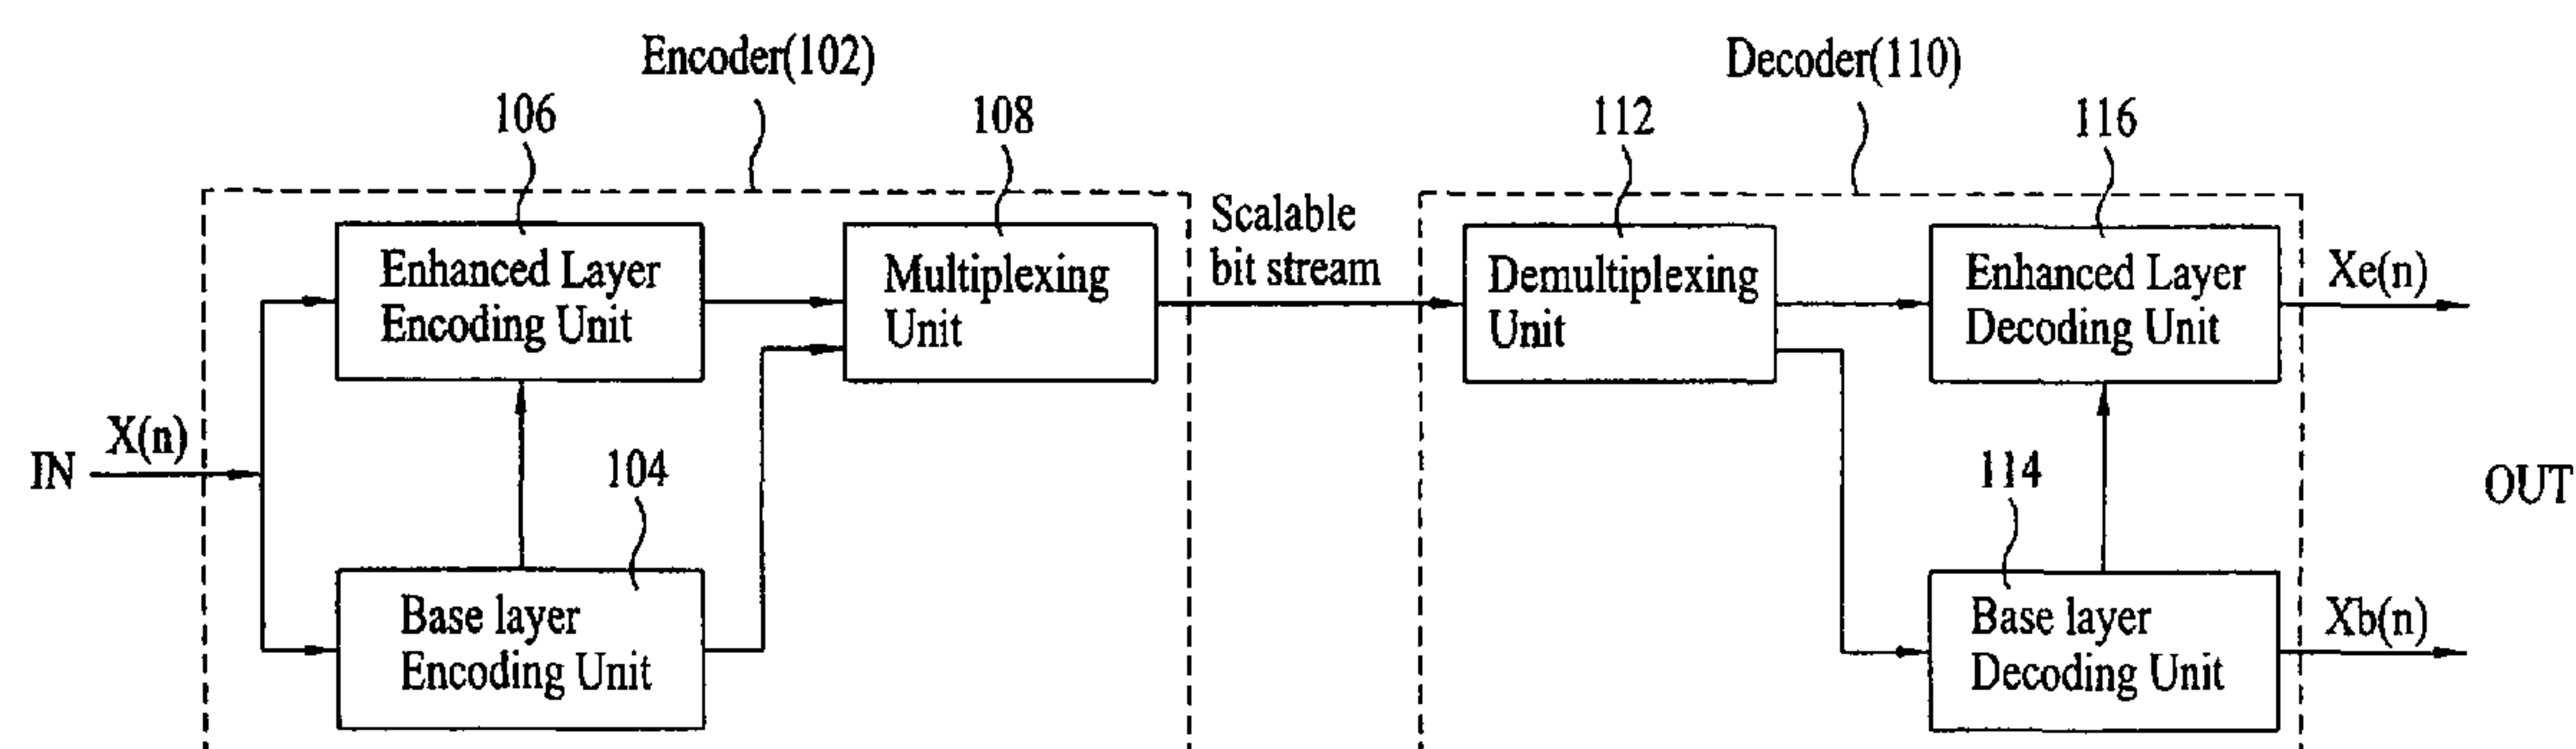 Encoder(102)
Decoder(110)
106
108
112
116
Enhanced Layer
Encoding Unit
Multiplexing
Unit
Scalable
bit stream
Demultiplexing
Unit
Enhanced Layer
Decoding Unit
Xe(n)
IN
X(n)
104
114
OUT
Base layer
Encoding Unit
Base layer
Decoding Unit
Xb(n)